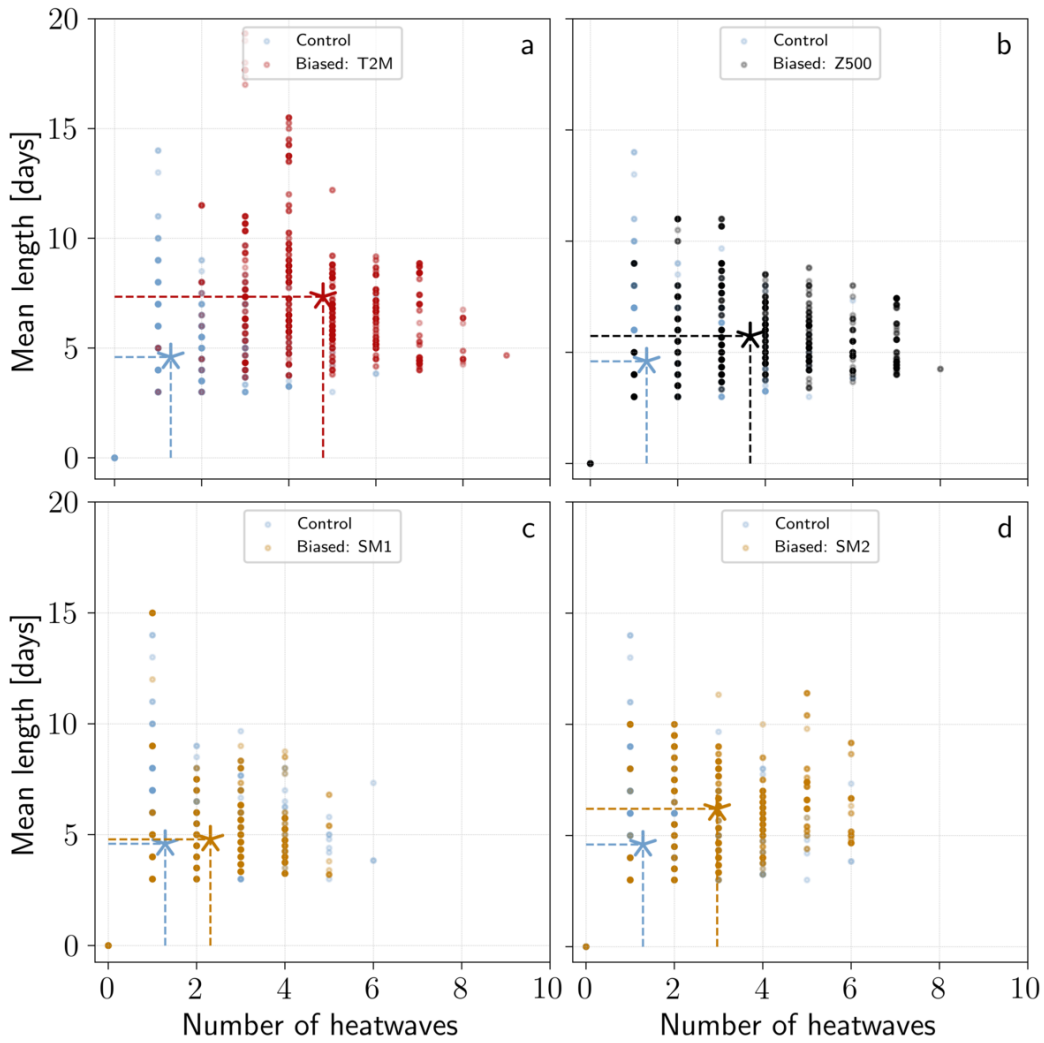 20
15
10
5
0
Mean length [days]
Control
Biased: T2M
a
Control
Biased: Z500
b
20
15
10
5
0
Mean length [days]
Control
Biased: SM1
c
Control
Biased: SM2
d
0 2 4 6 8 10
0 2 4 6 8 10
Number of heatwaves
Number of heatwaves